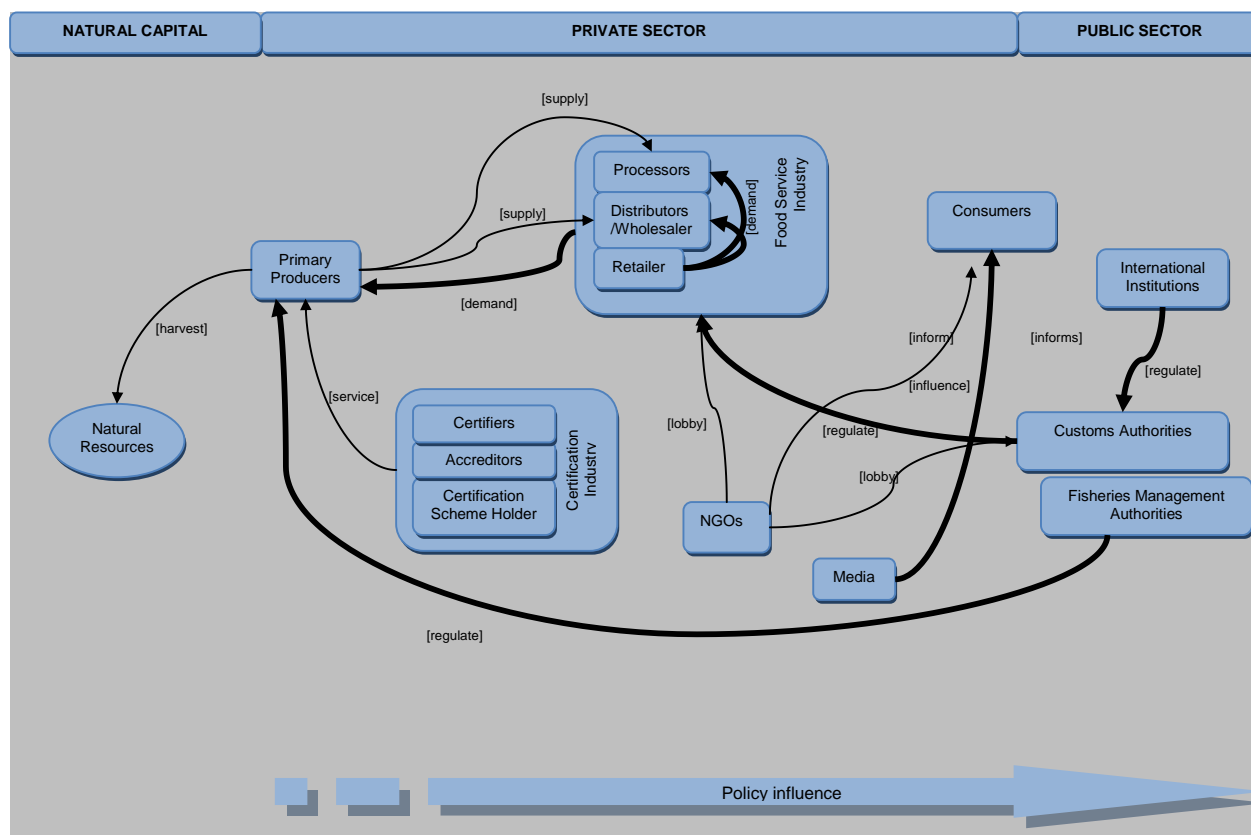 NATURAL CAPITAL
PRIVATE SECTOR
PUBLIC SECTOR
[supply]
Processors
Food Service
Industry
[demand]
[supply]
Distributors
/Wholesaler
Consumers
Primary
Producers
Retailer
International
Institutions
[demand]
[harvest]
[inform]
[informs]
[regulate]
[service]
[influence]
Certifiers
[lobby]
[regulate]
Customs Authorities
Natural
Resources
Accreditors
Certification
Industry
[lobby]
Certification
Scheme Holder
Fisheries Management
Authorities
NGOs
Media
[regulate]
Policy influence